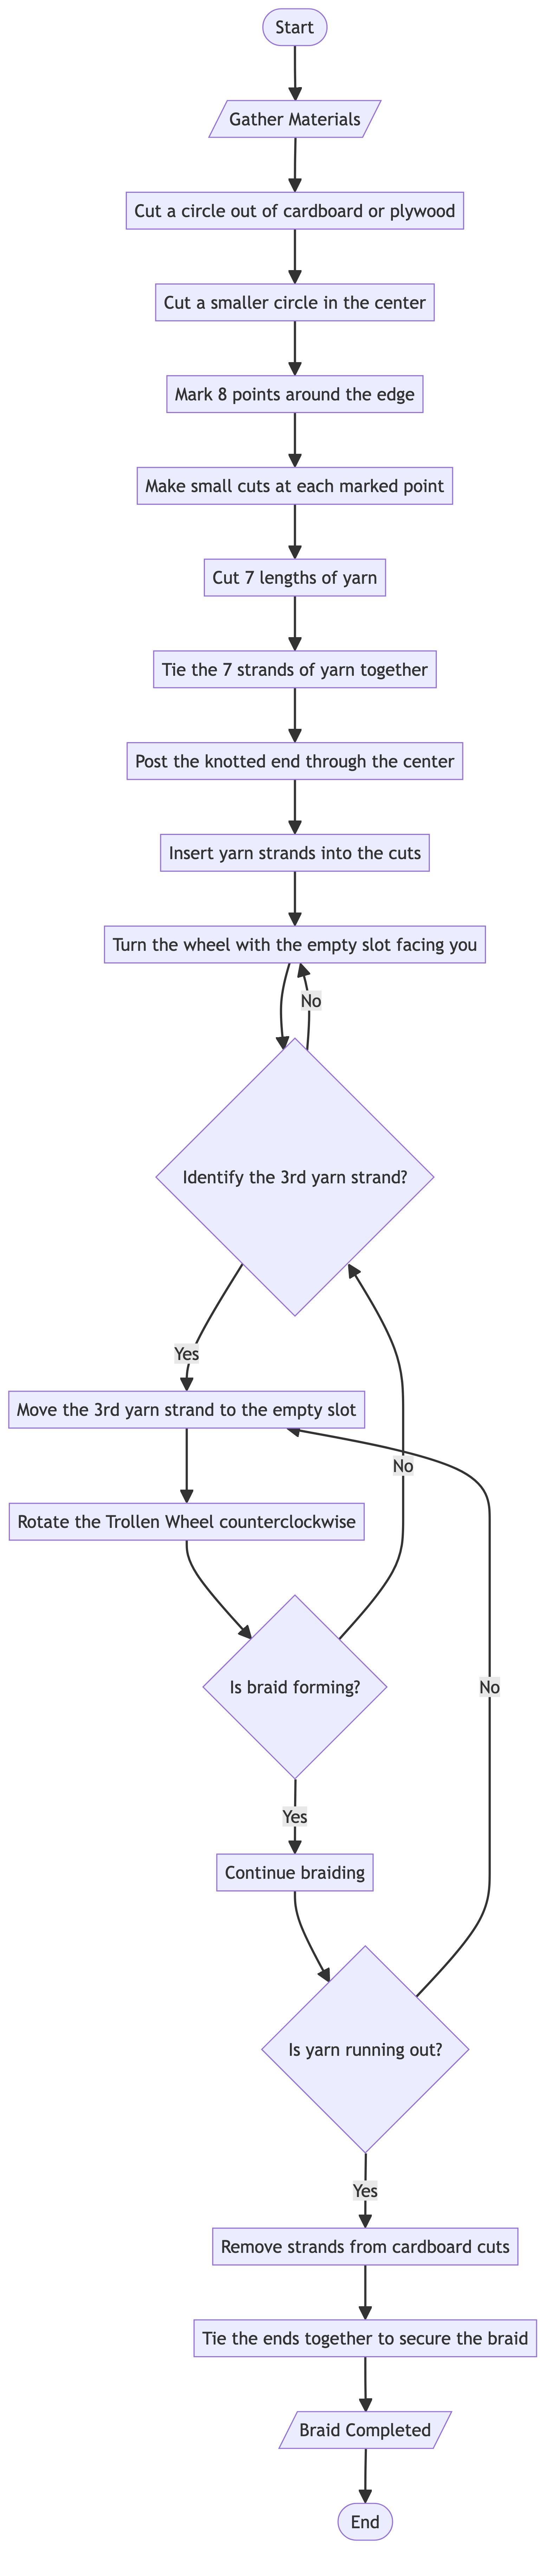 Start
Gather Materials
Cut a circle out of cardboard or plywood
Cut a smaller circle in the center
Mark 8 points around the edge
Make small cuts at each marked point
Cut 7 lengths of yarn
Tie the 7 strands of yarn together
Post the knotted end through the center
Insert yarn strands into the cuts
Turn the wheel with the empty slot facing you
No
Identify the 3rd yarn strand?
Yes
Move the 3rd yarn strand to the empty slot
No
Rotate the Trollen Wheel counterclockwise
Is braid forming?
No
Yes
Continue braiding
Is yarn running out?
Yes
Remove strands from cardboard cuts
Tie the ends together to secure the braid
Braid Completed
End